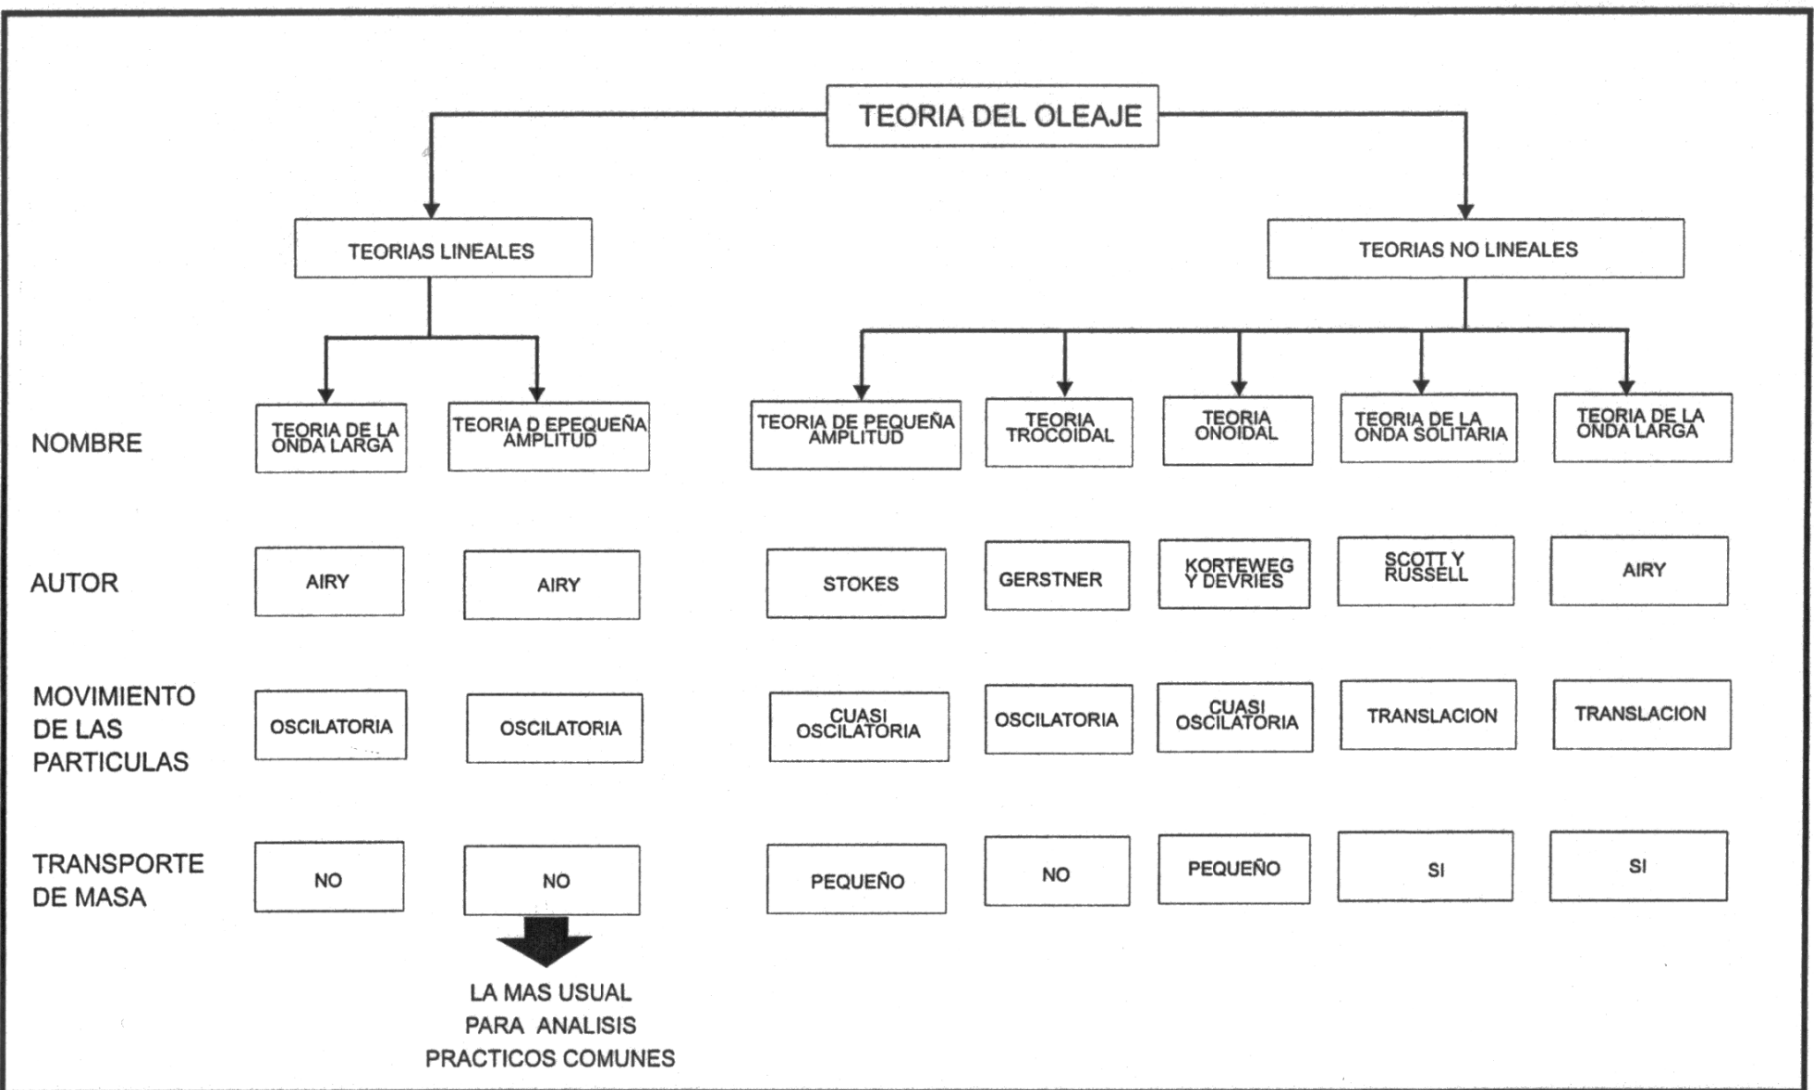 TEORIA DEL OLEAJE
TEORIAS LINEALES
TEORIAS NO LINEALES
NOMBRE
TEORIA DE LA
ONDA LARGA
TEORIA D EPEQUEÑA
AMPLITUD
TEORIA DE PEQUEÑA
AMPLITUD
TEORIA
TROCOIDAL
TEORIA
ONOIDAL
TEORIA DE LA
ONDA SOLITARIA
TEORIA DE LA
ONDA LARGA
AUTOR
AIRY
AIRY
STOKES
GERSTNER
KORTEWEG
Y DEVRIES
SCOTT Y
RUSSELL
AIRY
MOVIMIENTO
DE LAS
PARTICULAS
OSCILATORIA
OSCILATORIA
CUASI
OSCILATORIA
OSCILATORIA
CUASI
OSCILATORIA
TRANSLACION
TRANSLACION
TRANSPORTE
DE MASA
NO
NO
PEQUEÑO
NO
PEQUEÑO
SI
SI
LA MAS USUAL
PARA ANALISIS
PRACTICOS COMUNES